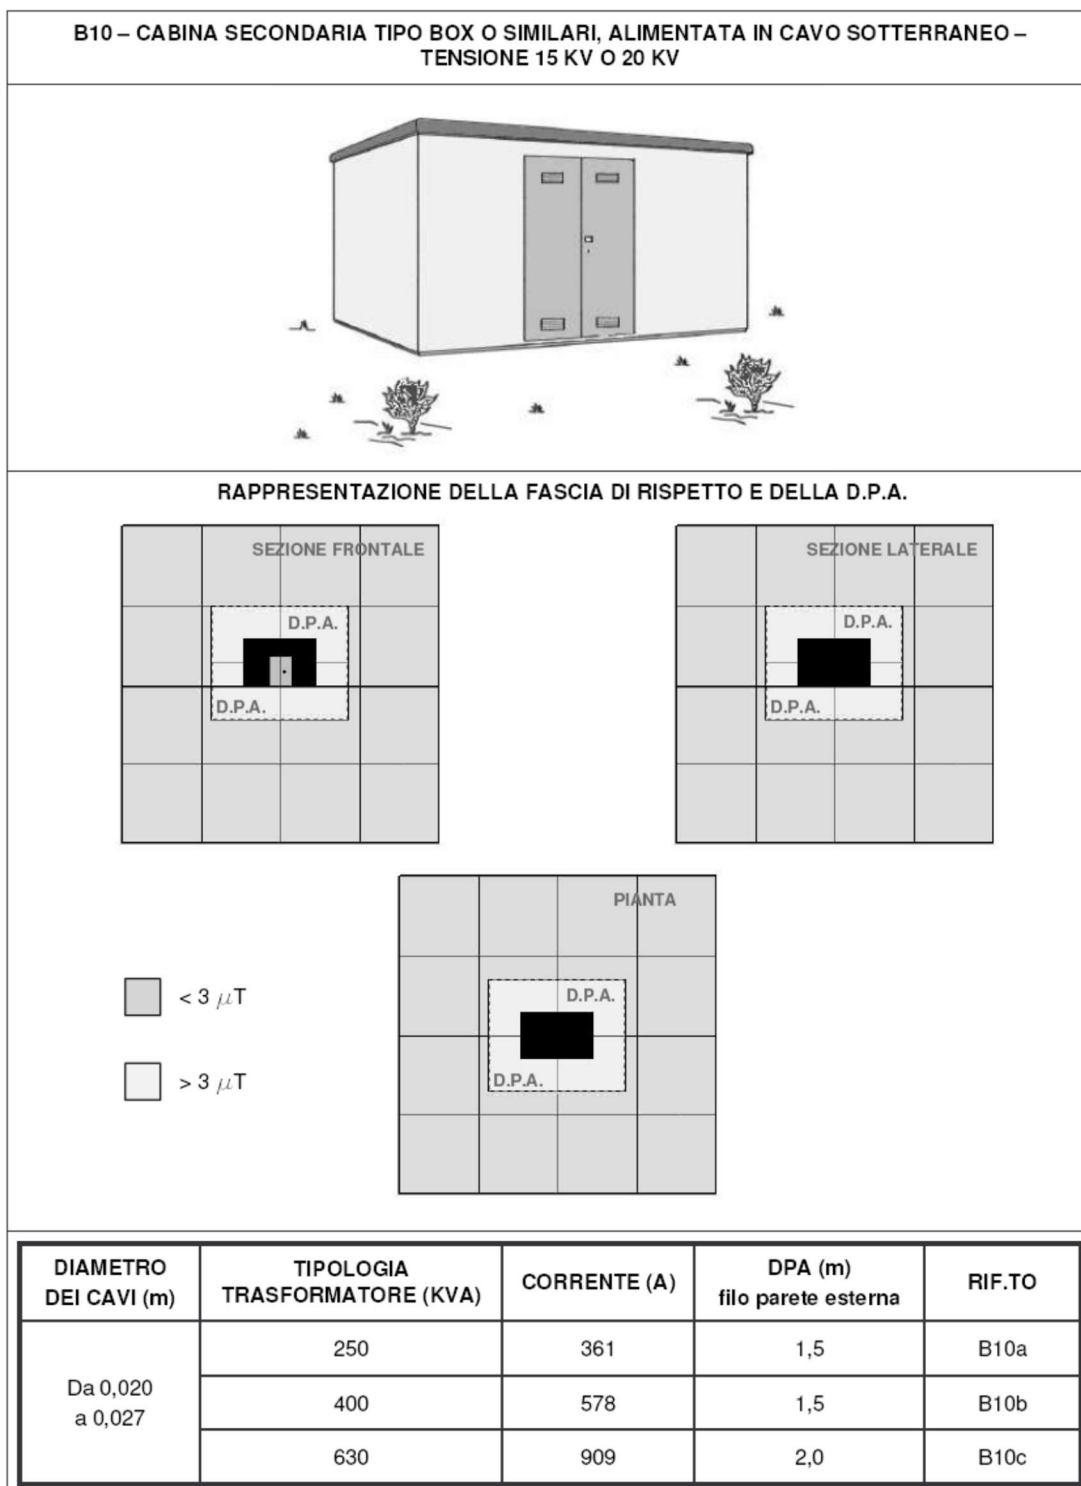 B10 – CABINA SECONDARIA TIPO BOX O SIMILARI, ALIMENTATA IN CAVO SOTTERRANEO –
TENSIONE 15 KV O 20 KV
RAPPRESENTAZIONE DELLA FASCIA DI RISPETTO E DELLA D.P.A.
SEZIONE FRONTALE
D.P.A.
D.P.A.
SEZIONE LATERALE
D.P.A.
D.P.A.
PIANTA
D.P.A.
D.P.A.
< 3 µT
> 3 µT
DIAMETRO
DEI CAVI (m)
TIPOLOGIA
TRASFORMATORE (KVA)
CORRENTE (A)
DPA (m)
filo parete esterna
RIF.TO
Da 0,020
a 0,027
250
361
1,5
B10a
400
578
1,5
B10b
630
909
2,0
B10c